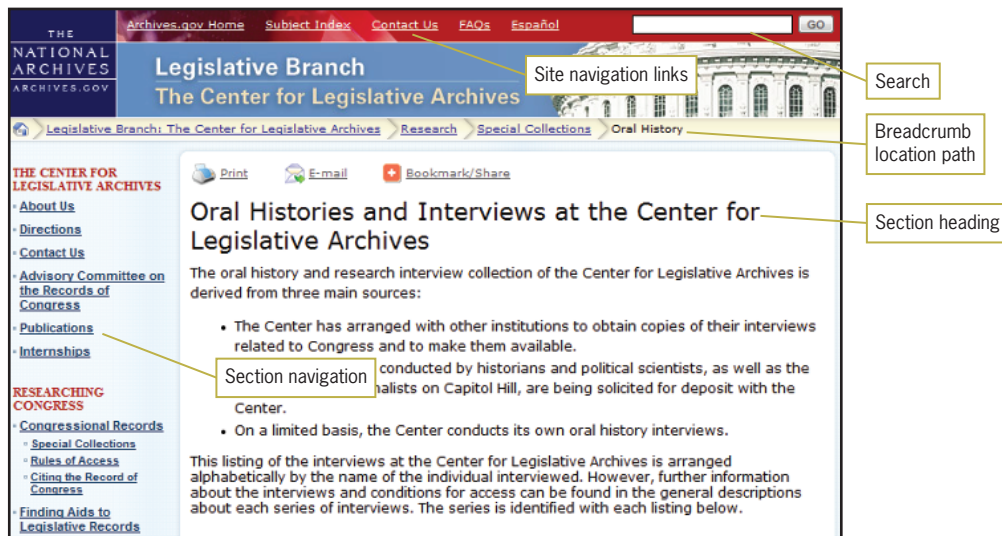 THE
NATIONAL
ARCHIVES
ARCHIVES.GOV
Archives.gov Home Subject Index Contact Us FAQs Español
GO
Legislative Branch
The Center for Legislative Archives
Site navigation links
Search
Legislative Branch: The Center for Legislative Archives Research Special Collections Oral History
Breadcrumb
location path
THE CENTER FOR
LEGISLATIVE ARCHIVES
About Us
Directions
Contact Us
Advisory Committee on
the Records of
Congress
Publications
Internships
Section navigation
RESEARCHING
CONGRESS
Congressional Records
Special Collections
Rules of Access
Citing the Record of
Congress
Finding Aids to
Legislative Records
Print E-mail Bookmark/Share
Oral Histories and Interviews at the Center for
Legislative Archives
Section heading
The oral history and research interview collection of the Center for Legislative Archives is
derived from three main sources:
• The Center has arranged with other institutions to obtain copies of their interviews
related to Congress and to make them available.
conducted by historians and political scientists, as well as the
nalists on Capitol Hill, are being solicited for deposit with the
Center.
• On a limited basis, the Center conducts its own oral history interviews.
This listing of the interviews at the Center for Legislative Archives is arranged
alphabetically by the name of the individual interviewed. However, further information
about the interviews and conditions for access can be found in the general descriptions
about each series of interviews. The series is identified with each listing below.